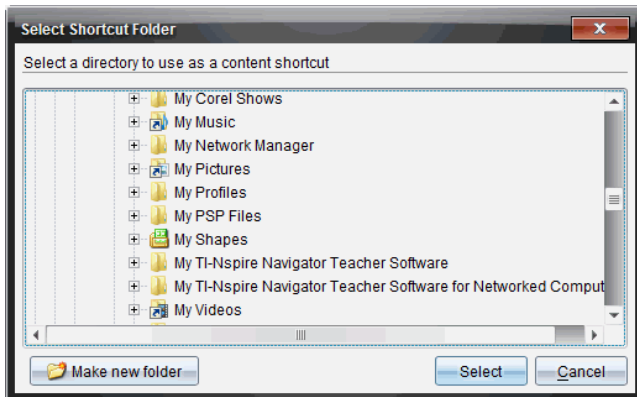 Select Shortcut Folder
Select a directory to use as a content shortcut
My Corel Shows
My Music
My Network Manager
My Pictures
My Profiles
My PSP Files
My Shapes
My TI-Nspire Navigator Teacher Software
My TI-Nspire Navigator Teacher Software for Networked Comput
My Videos
Make new folder
Select
Cancel